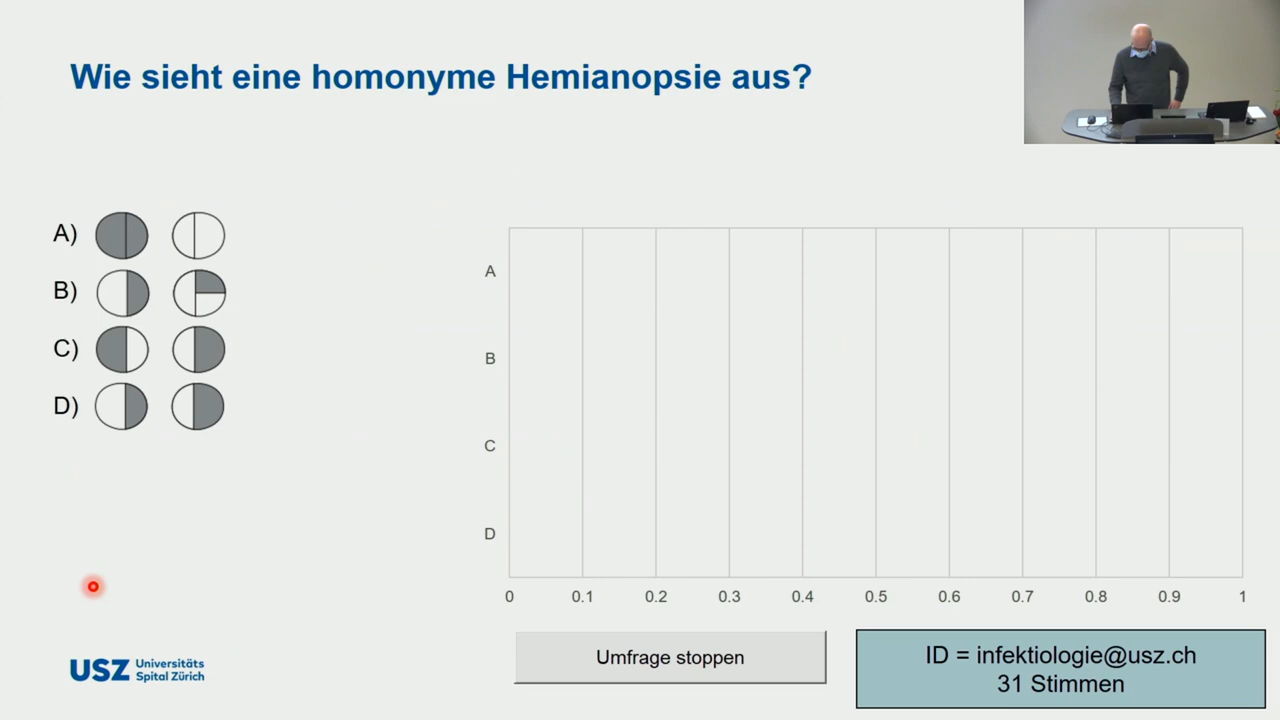 Wie sieht eine homonyme Hemianopsie aus?
A)
B)
C)
D)
A
B
C
D
0 0.1 0.2 0.3 0.4 0.5 0.6 0.7 0.8 0.9 1
Umfrage stoppen
ID = infektiologie@usz.ch
31 Stimmen
USZ Universitäts
Spital Zürich